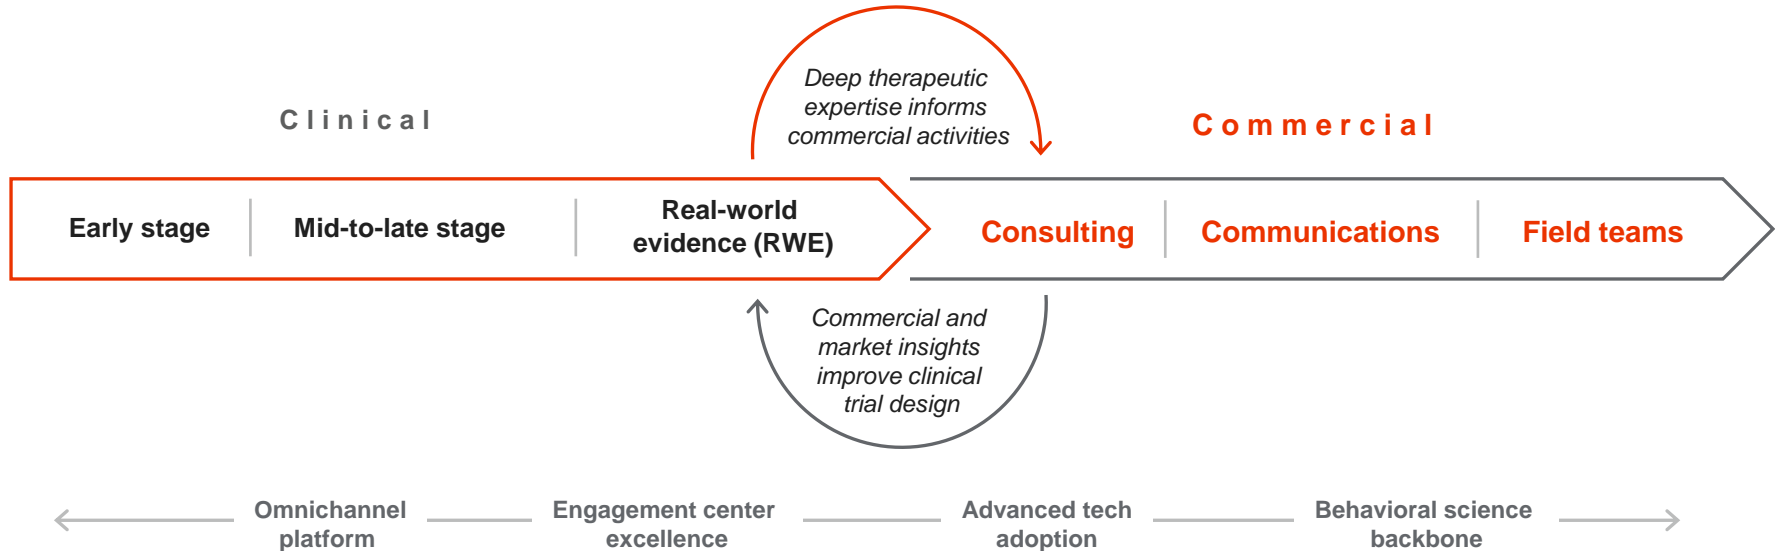 Deep therapeutic
expertise informs
commercial activities
Clinical
Commercial
Early stage
Mid-to-late stage
Real-world
evidence (RWE)
Consulting
Communications
Field teams
Commercial and
market insights
improve clinical
trial design
Omnichannel
platform
Engagement center
excellence
Advanced tech
adoption
Behavioral science
backbone